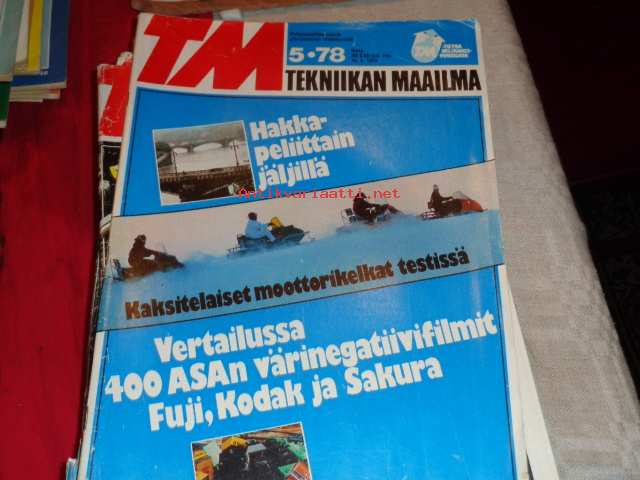 TM
5•78
TEKNIIKAN MAAILMA
Hakka-
peliittain
jäljillä
Antikvariaatti.net
Kaksitelaiset moottorikelkat testissä
Vertailussa
400 ASAn värinegatiivifilmit
Fuji, Kodak ja Sakura